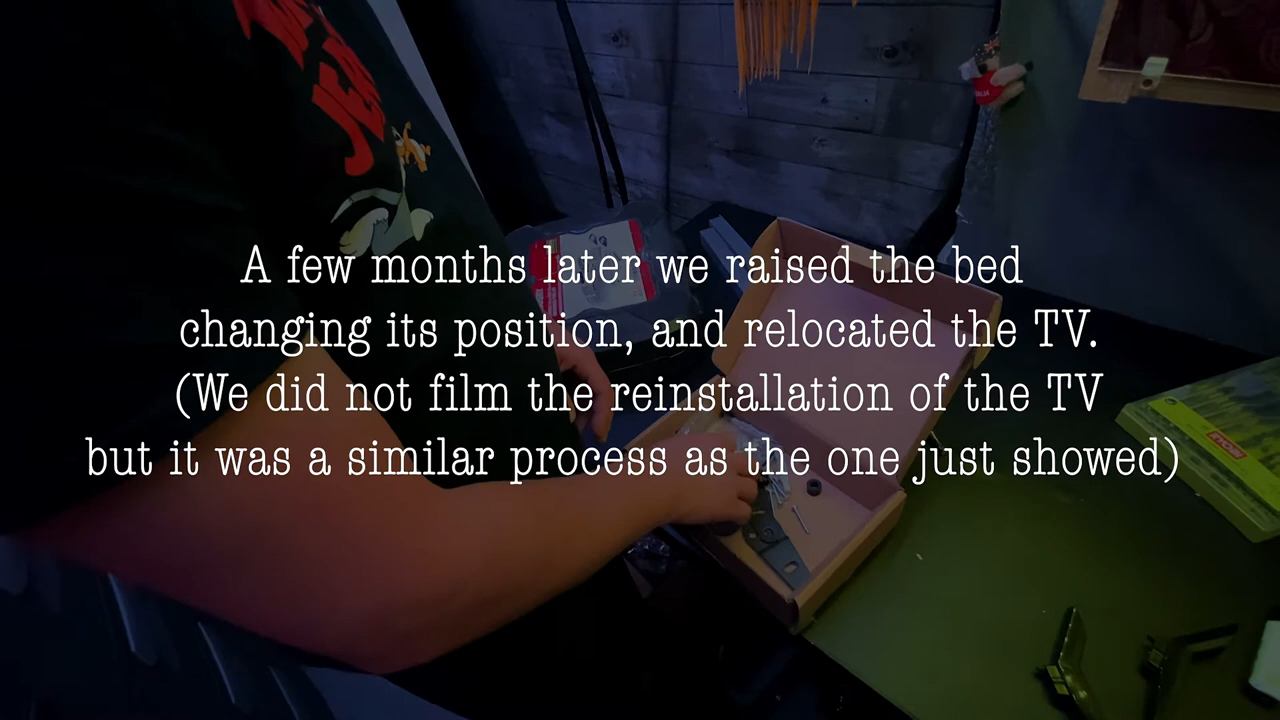 A few months later we raised the bed
changing its position, and relocated the TV.
(We did not film the reinstallation of the TV
but it was a similar process as the one just showed)